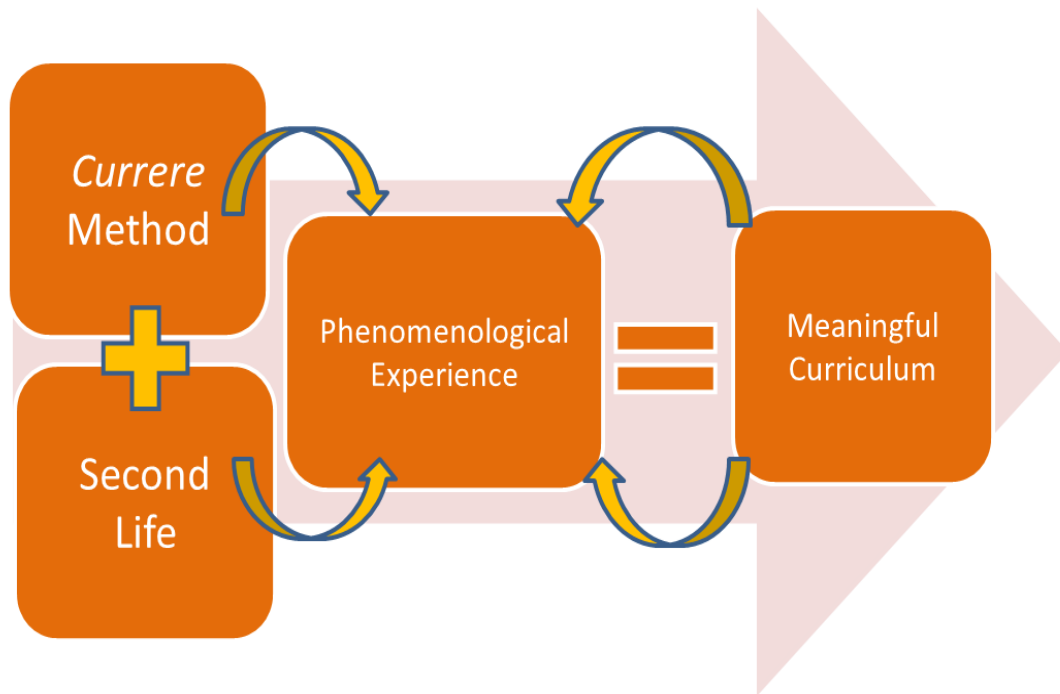 Currere
Method
Second
Life
Phenomenological
Experience
Meaningful
Curriculum